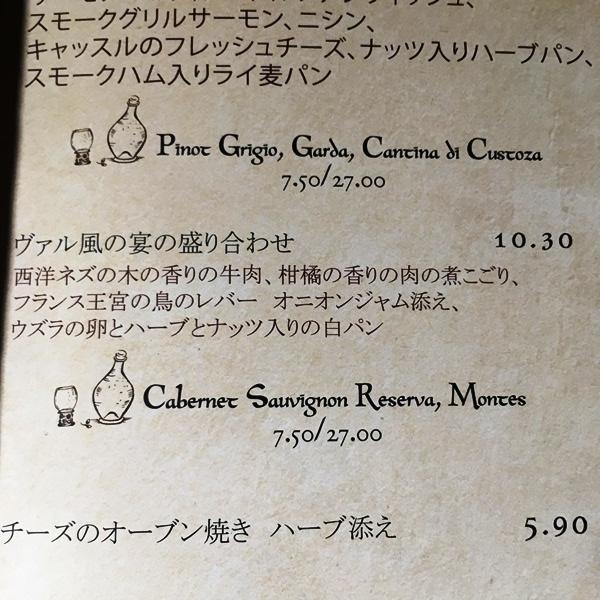 スモークグリルサーモン、ニシン、
キャッスルのフレッシュチーズ、ナッツ入りハーブパン、
スモークハム入りライ麦パン
Pinot Grigio, Garda, Cantina di Custoza
7.50/27.00
ヴァル風の宴の盛り合わせ 10.30
西洋ネズの木の香りの牛肉、柑橘の香りの肉の煮こごり、
フランス王宮の鳥のレバー オニオンジャム添え、
ウズラの卵とハーブとナッツ入りの白パン
Cabernet Sauvignon Reserva, Montes
7.50/27.00
チーズのオーブン焼き ハーブ添え 5.90